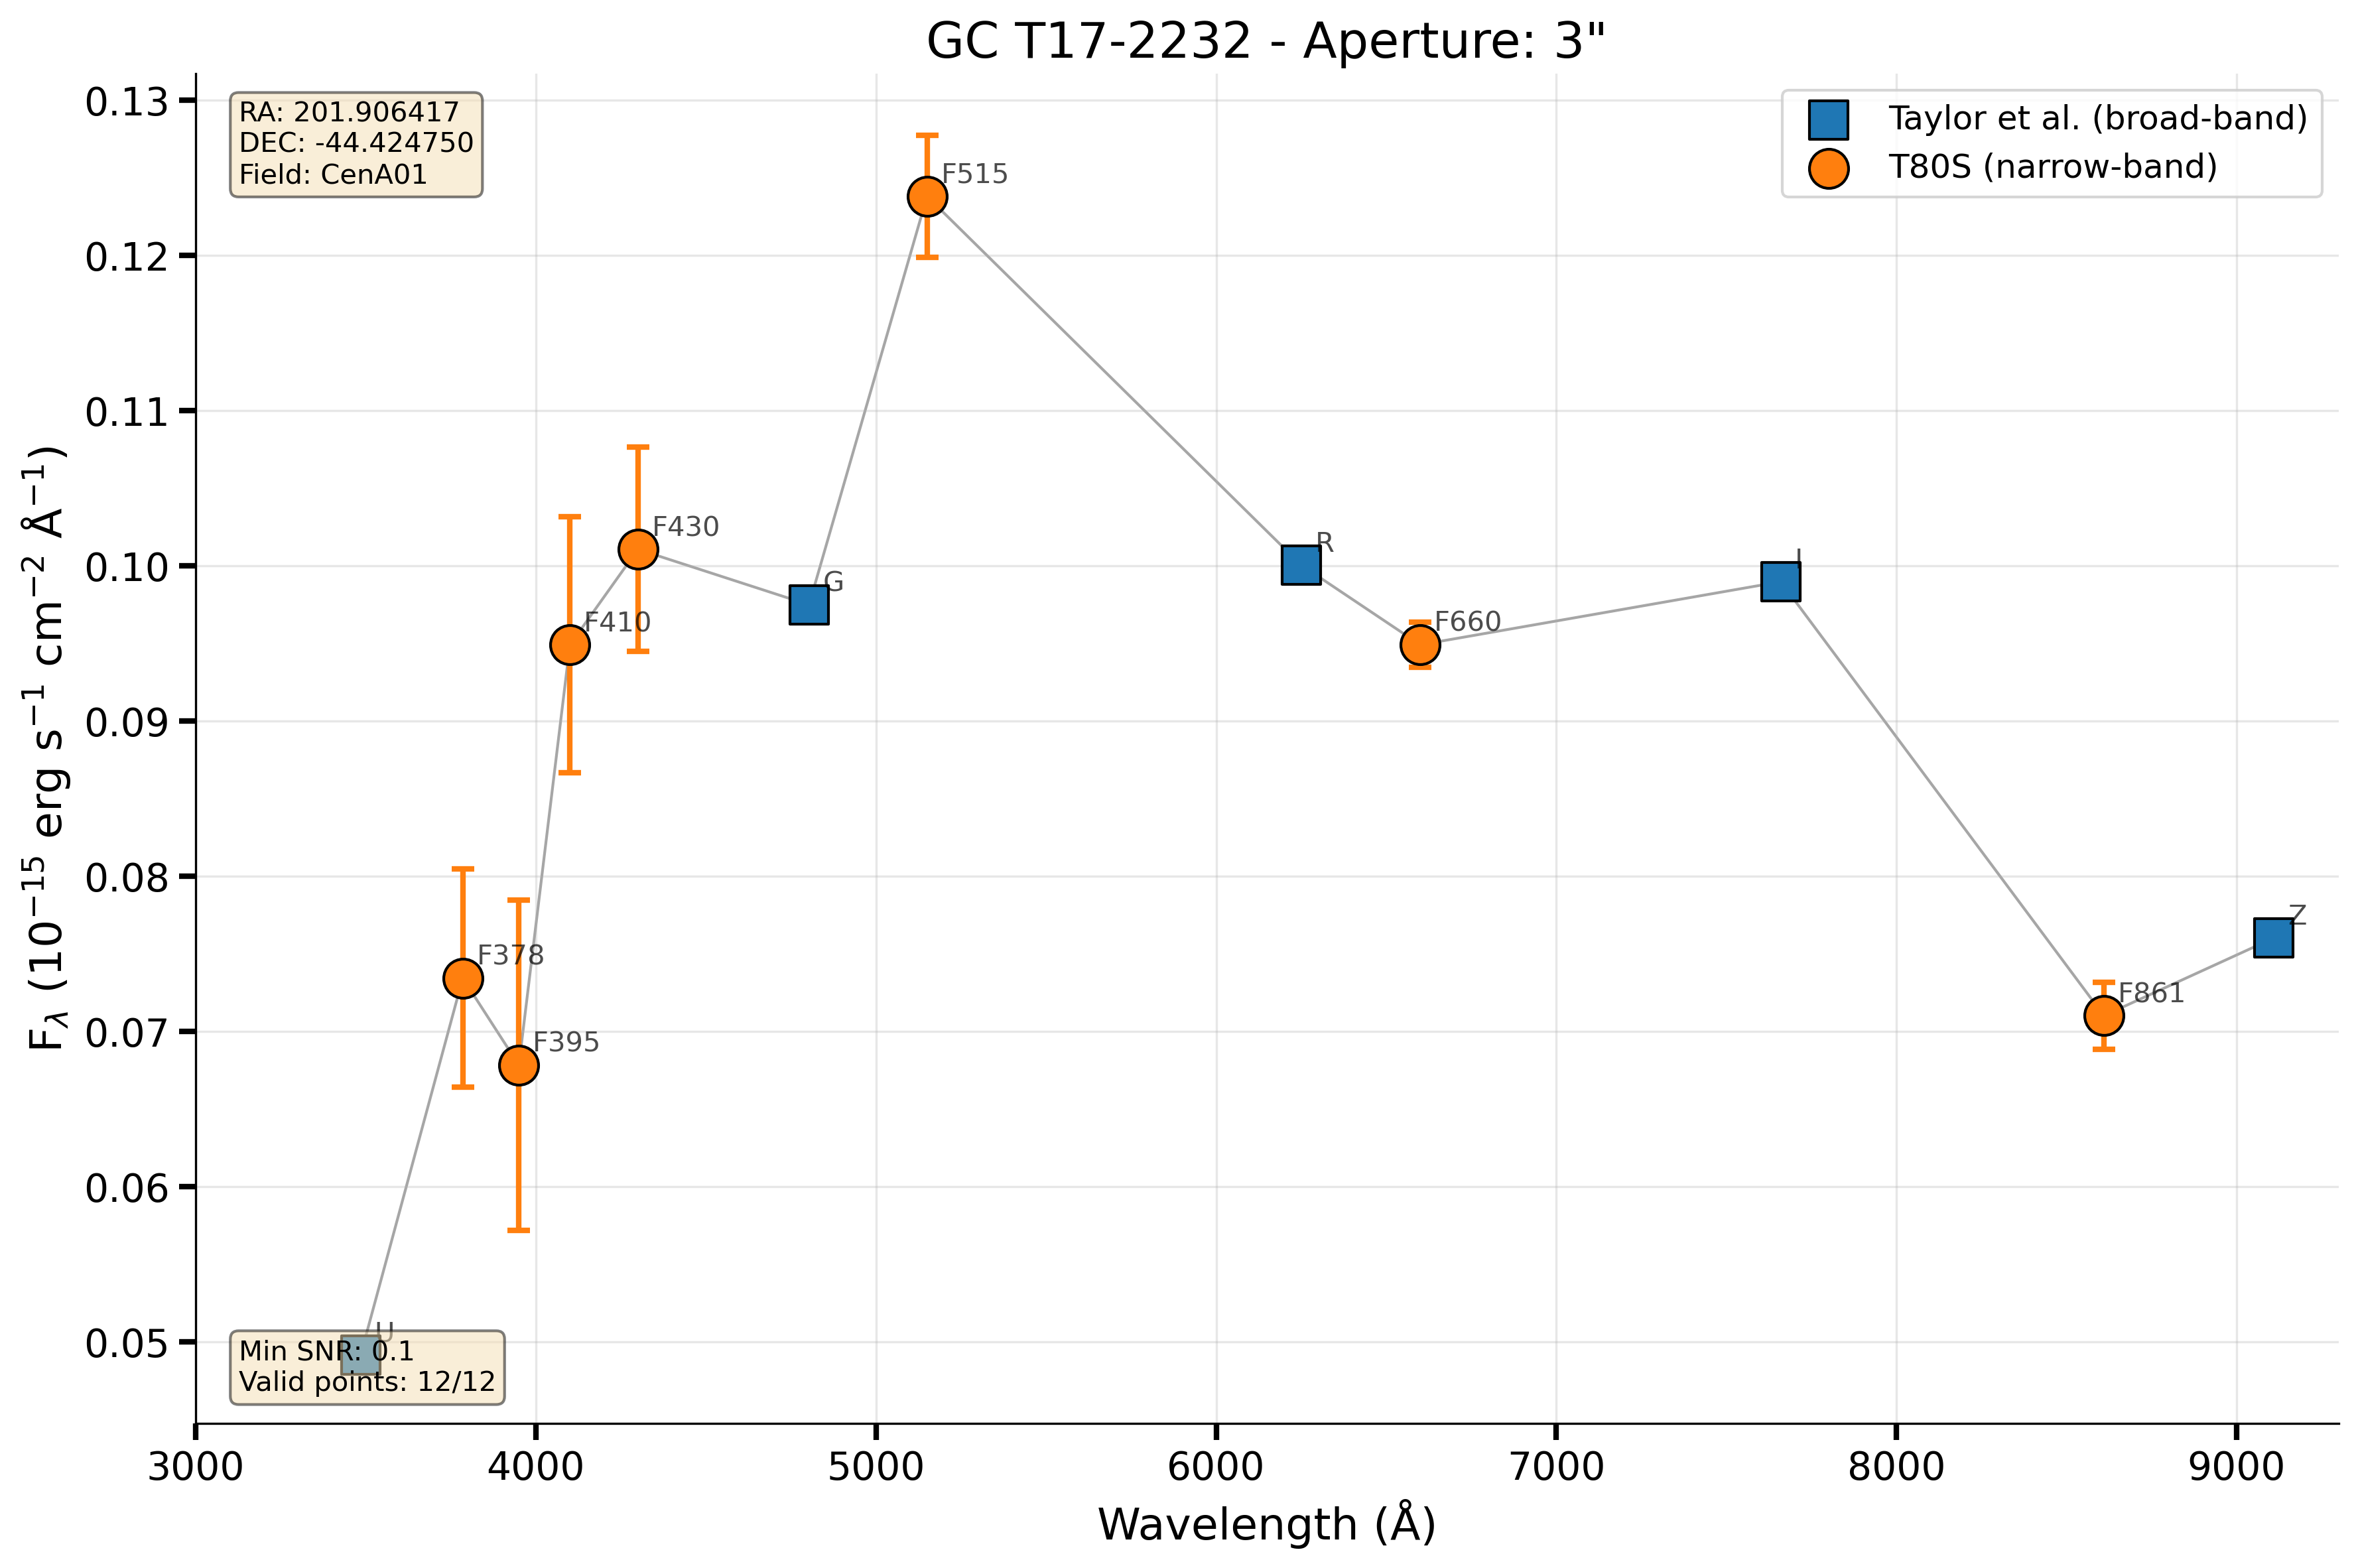 GC T17-2232 - Aperture: 3"
RA: 201.906417
DEC: -44.424750
Field: CenA01
Taylor et al. (broad-band)
T80S (narrow-band)
0.13
0.12
0.11
0.10
0.09
0.08
0.07
0.06
0.05
F515
F430
F410
G
R
I
F660
F378
F395
F861
Z
U
Min SNR: 0.1
Valid points: 12/12
3000
4000
5000
6000
7000
8000
9000
Wavelength (Å)
Fλ (10⁻¹⁵ erg s⁻¹ cm⁻² Å⁻¹)